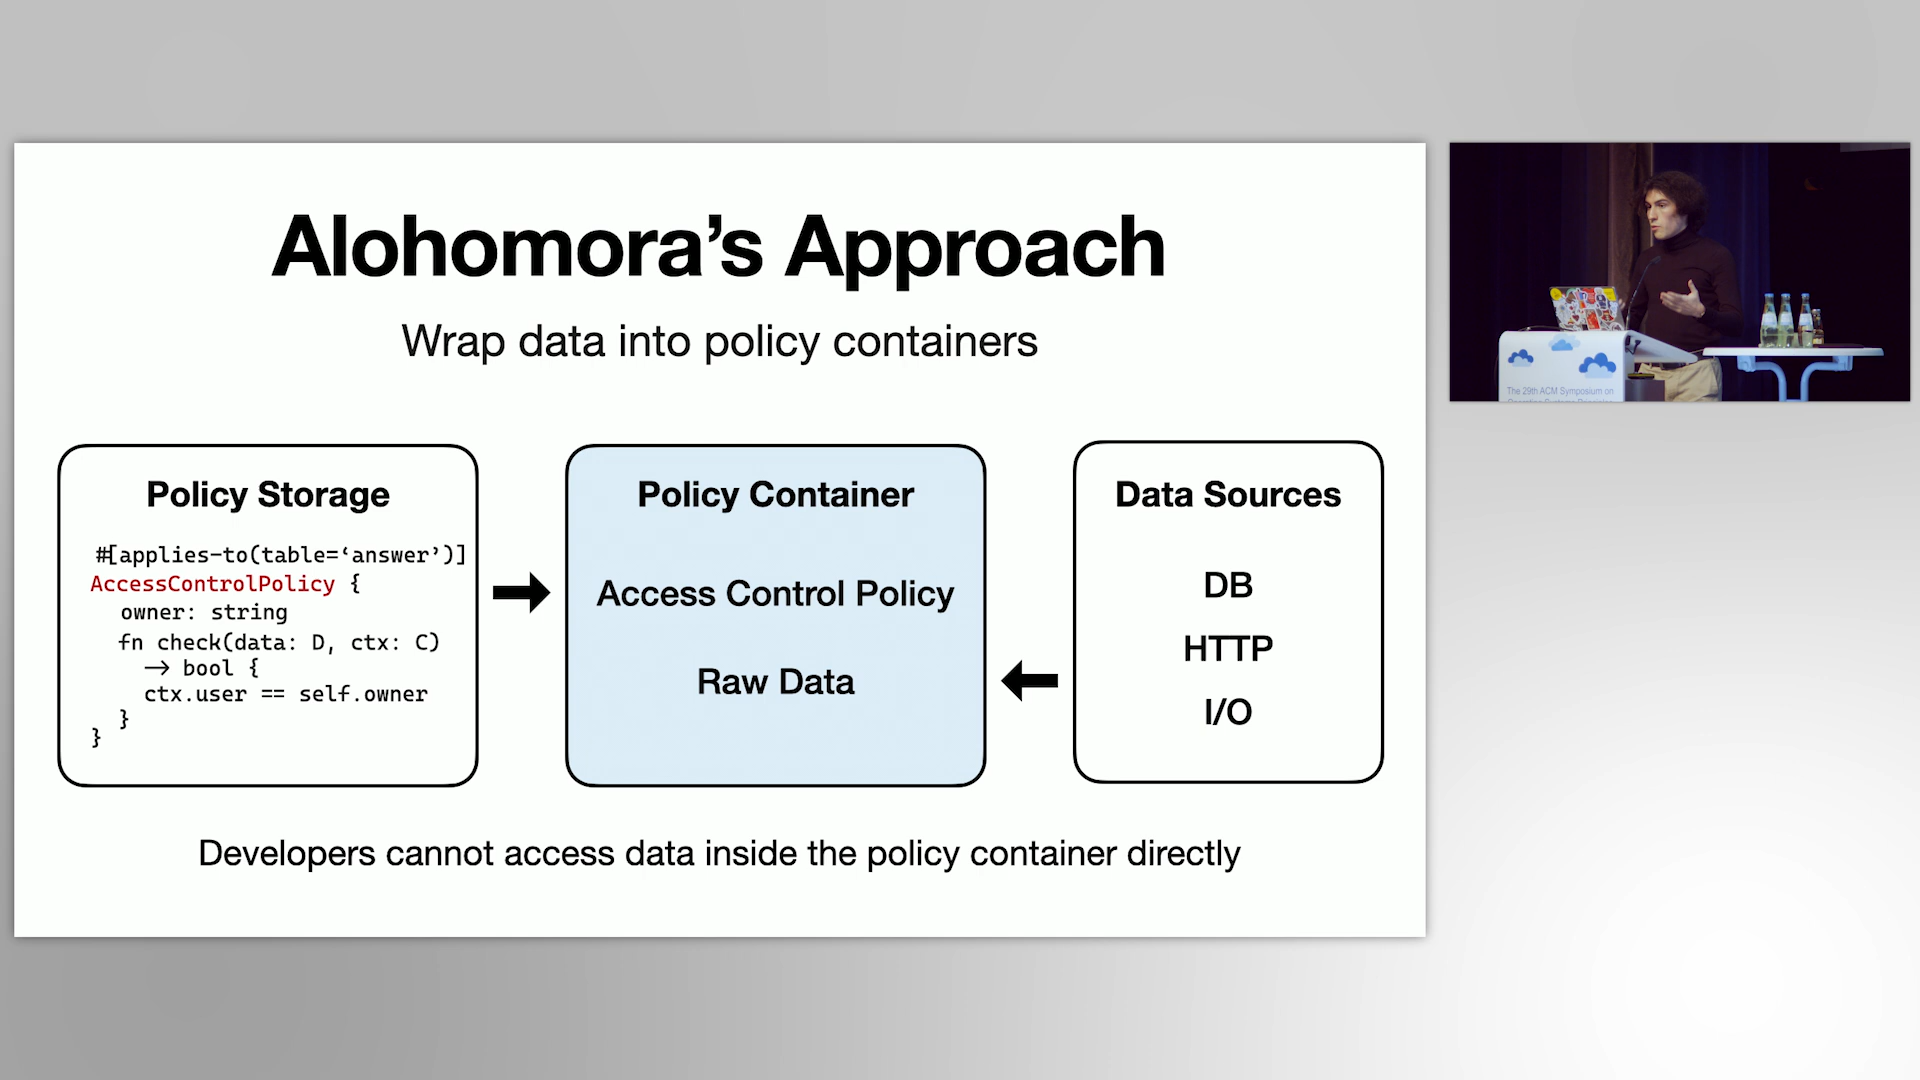 Alohomora’s Approach
Wrap data into policy containers
Policy Storage
#[applies-to(table=‘answer’)]
AccessControlPolicy {
owner: string
fn check(data: D, ctx: C)
→ bool {
ctx.user == self.owner
}
}
Policy Container
Access Control Policy
Raw Data
Data Sources
DB
HTTP
I/O
Developers cannot access data inside the policy container directly
The 29th ACM Symposium on